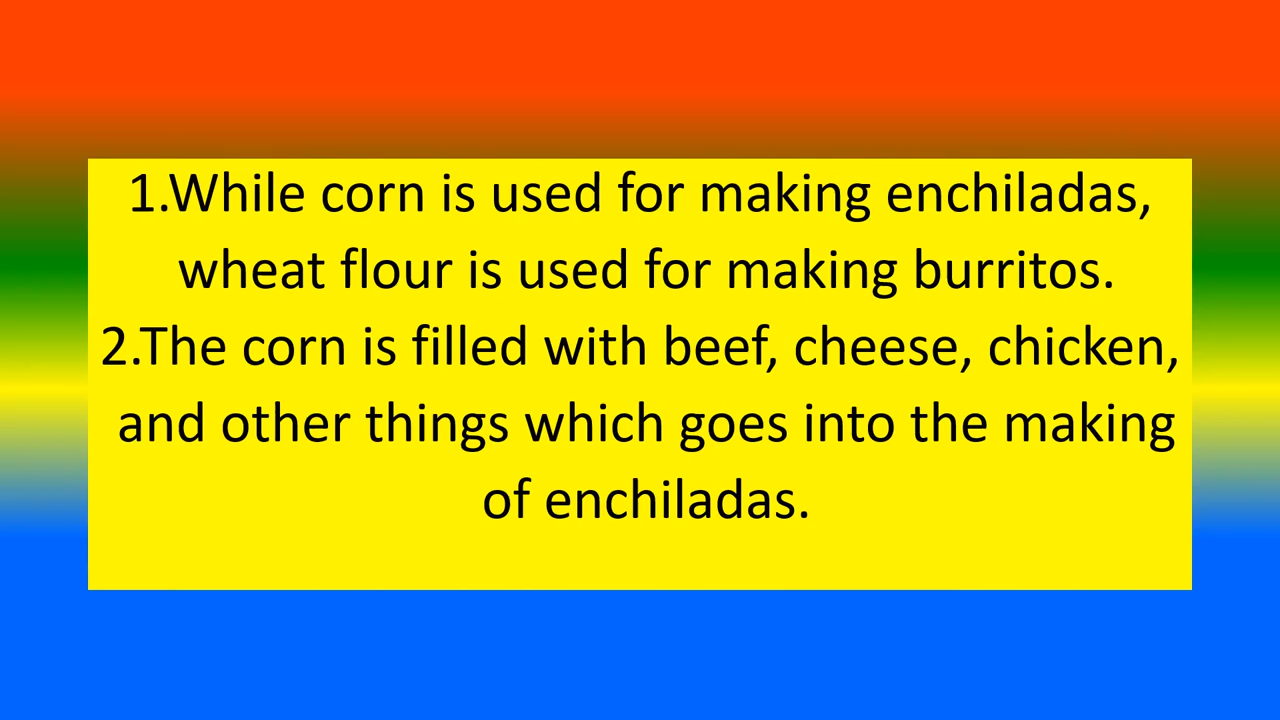 1.While corn is used for making enchiladas,
wheat flour is used for making burritos.
2.The corn is filled with beef, cheese, chicken,
and other things which goes into the making
of enchiladas.